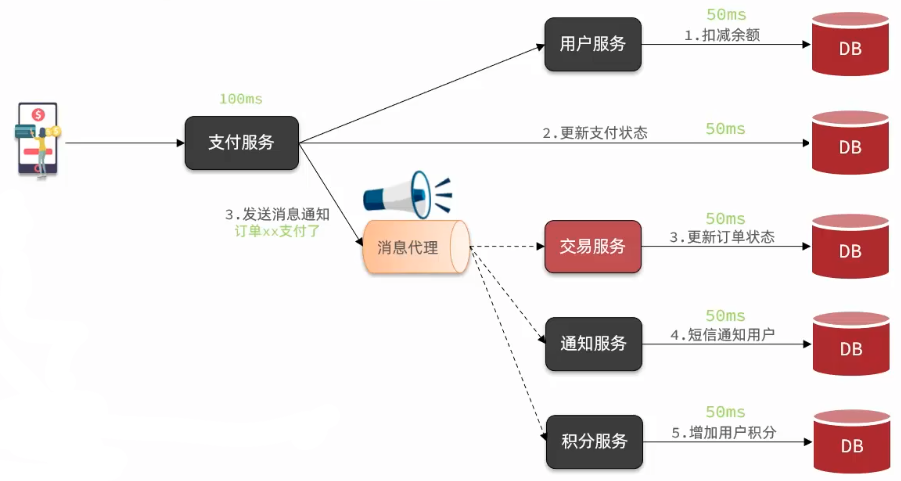 50ms
用户服务
1.扣减余额
DB
100ms
支付服务
2.更新支付状态
50ms
DB
3.发送消息通知
订单xx支付了
消息代理
50ms
交易服务
3.更新订单状态
DB
50ms
通知服务
4.短信通知用户
DB
50ms
积分服务
5.增加用户积分
DB